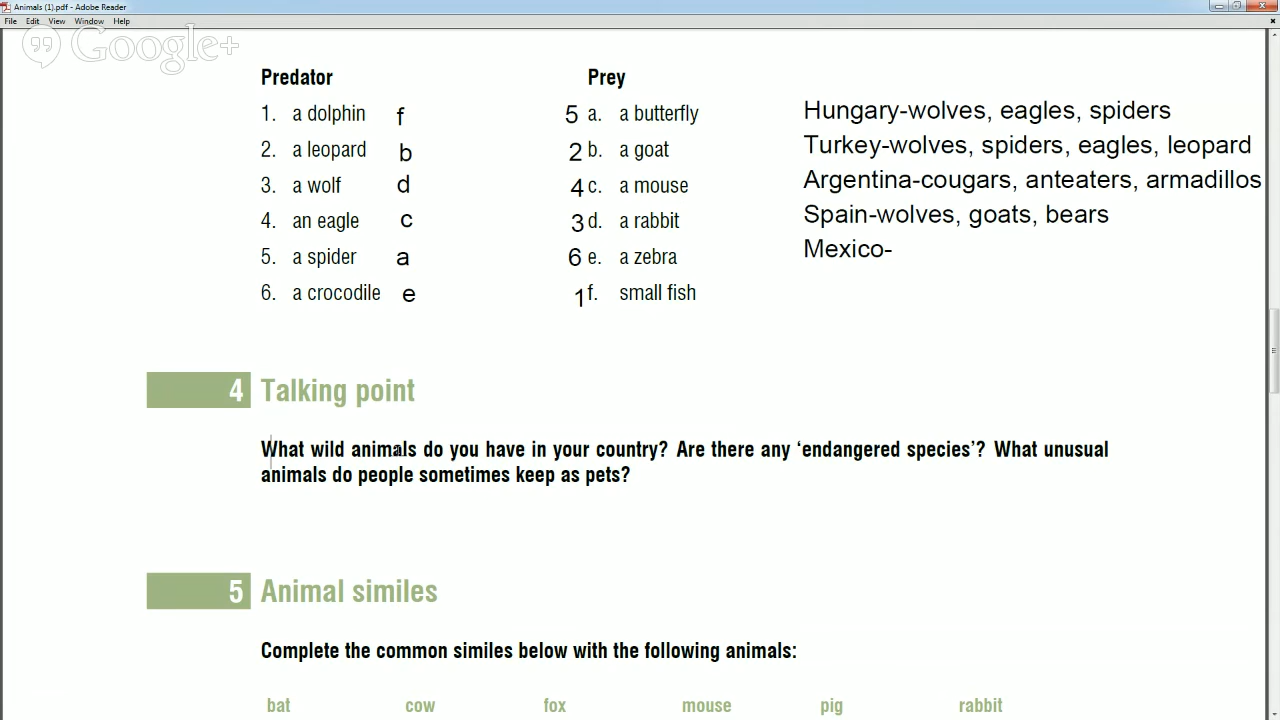 Animals (1).pdf - Adobe Reader
File Edit View Window Help
Google+
Predator Prey
1. a dolphin f 5 a. a butterfly Hungary-wolves, eagles, spiders
2. a leopard b 2 b. a goat Turkey-wolves, spiders, eagles, leopard
3. a wolf d 4 c. a mouse Argentina-cougars, anteaters, armadillos
4. an eagle c 3 d. a rabbit Spain-wolves, goats, bears
5. a spider a 6 e. a zebra Mexico-
6. a crocodile e 1 f. small fish
4 Talking point
What wild animals do you have in your country? Are there any ‘endangered species’? What unusual
animals do people sometimes keep as pets?
5 Animal similes
Complete the common similes below with the following animals:
bat cow fox mouse pig rabbit